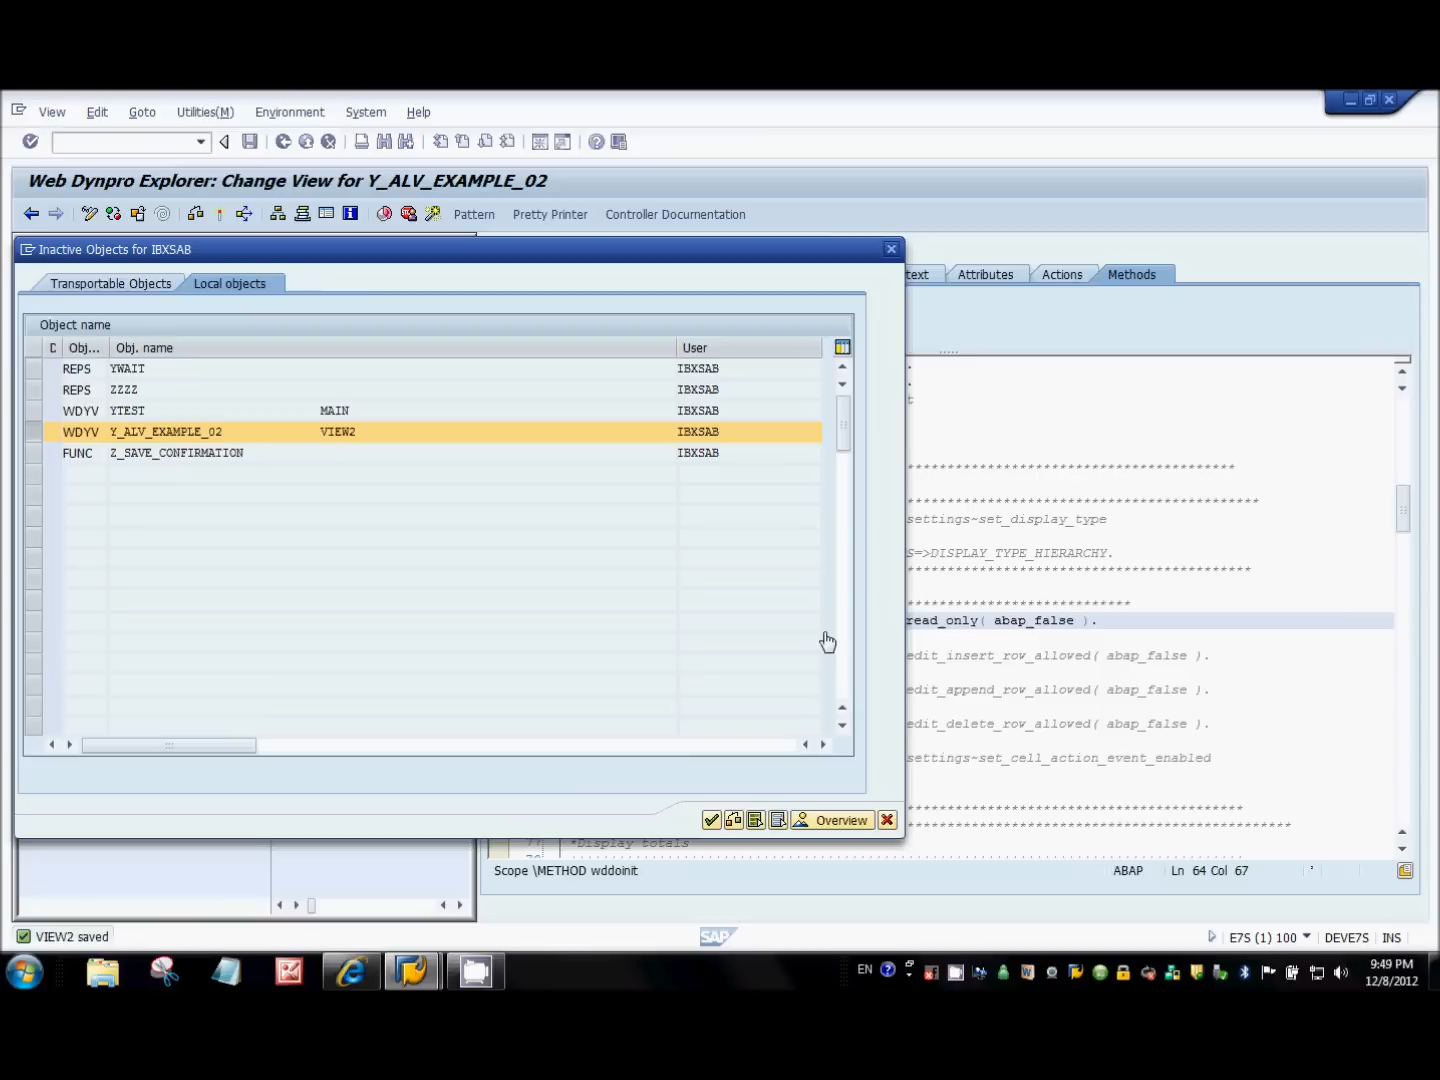 View Edit Goto Utilities(M) Environment System Help
Web Dynpro Explorer: Change View for Y_ALV_EXAMPLE_02
Pattern Pretty Printer Controller Documentation
Inactive Objects for IBXSAB
Transportable Objects Local objects
text Attributes Actions Methods
Object name
D Obj... Obj. name User
REPS YWAIT IBXSAB
REPS ZZZZ IBXSAB
WDYV YTEST MAIN IBXSAB
WDYV Y_ALV_EXAMPLE_02 VIEW2 IBXSAB
FUNC Z_SAVE_CONFIRMATION IBXSAB
*****************************************
********************************************
settings~set_display_type
S=>DISPLAY_TYPE_HIERARCHY.
*******************************************
****************************
read_only( abap_false ).
edit_insert_row_allowed( abap_false ).
edit_append_row_allowed( abap_false ).
edit_delete_row_allowed( abap_false ).
settings~set_cell_action_event_enabled
******************************************
************************************************
Overview
77 *Display totals
Scope \METHOD wddoinit ABAP Ln 64 Col 67
VIEW2 saved
SAP
E7S (1) 100 DEVE7S INS
EN
9:49 PM
12/8/2012